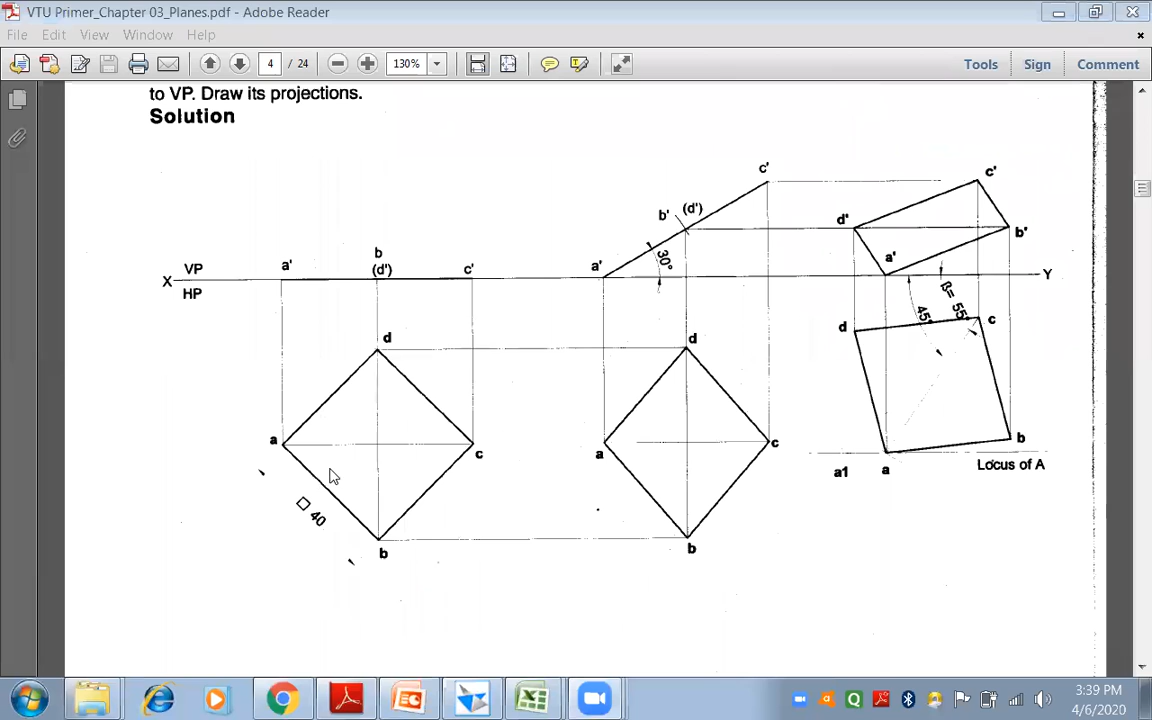 VTU Primer_Chapter 03_Planes.pdf - Adobe Reader
File Edit View Window Help
4 / 24 130% Tools Sign Comment
to VP. Draw its projections.
Solution
c' c'
b' (d') d' b'
b
(d')
VP a' c' a' 30° a'
X Y
HP
45° β= 55°
d d d c
a c a c b
a1 a Locus of A
40
b b
3:39 PM
4/6/2020